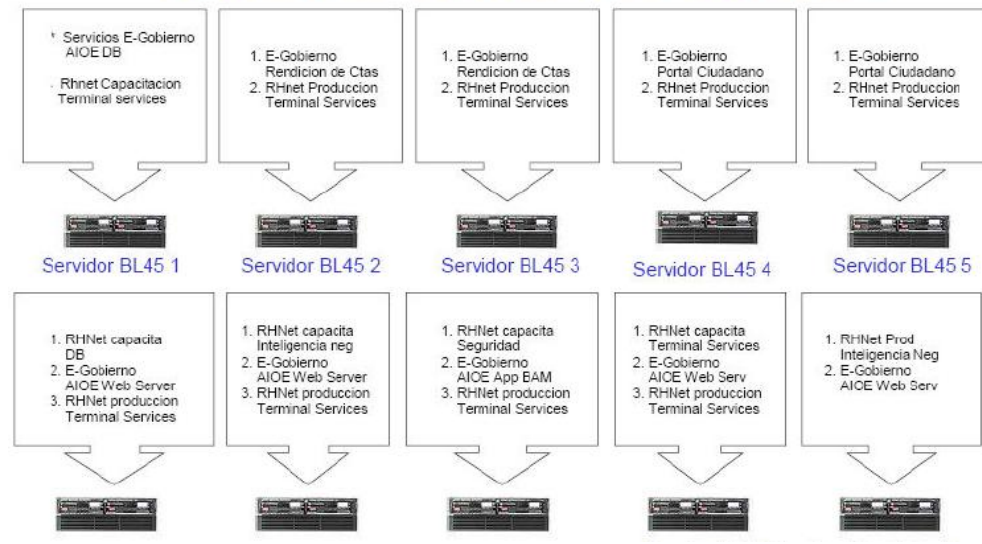 * Servicios E-Gobierno
AIOE DB
. Rhnet Capacitacion
Terminal services
1. E-Gobierno
Rendicion de Ctas
2. RHnet Produccion
Terminal Services
1. E-Gobierno
Rendicion de Ctas
2. RHnet Produccion
Terminal Services
1. E-Gobierno
Portal Ciudadano
2. RHnet Produccion
Terminal Services
1. E-Gobierno
Portal Ciudadano
2. RHnet Produccion
Terminal Services
Servidor BL45 1
Servidor BL45 2
Servidor BL45 3
Servidor BL45 4
Servidor BL45 5
1. RHNet capacita
DB
2. E-Gobierno
AIOE Web Server
3. RHNet produccion
Terminal Services
1. RHNet capacita
Inteligencia neg
2. E-Gobierno
AIOE Web Server
3. RHNet produccion
Terminal Services
1. RHNet capacita
Seguridad
2. E-Gobierno
AIOE App BAM
3. RHNet produccion
Terminal Services
1. RHNet capacita
Terminal Services
2. E-Gobierno
AIOE Web Serv
3. RHNet produccion
Terminal Services
1. RHNet Prod
Inteligencia Neg
2. E-Gobierno
AIOE Web Serv